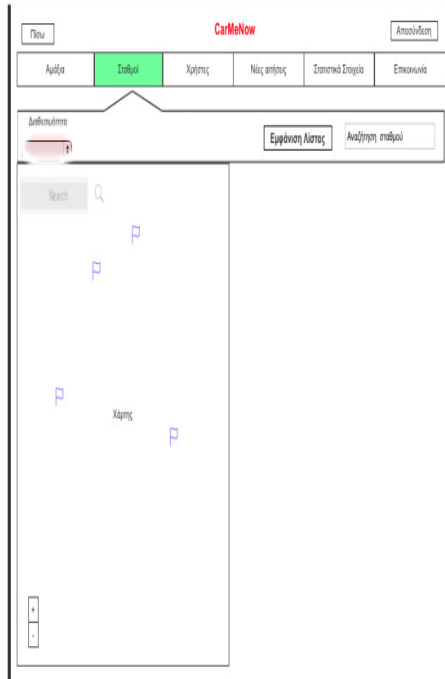 Πίσω
CarMeNow
Αποσύνδεση
Αμάξια
Σταθμοί
Χρήστες
Νέες αιτήσεις
Στατιστικά Στοιχεία
Επικοινωνία
Διαθεσιμότητα
Εμφάνιση Λίστας
Αναζήτηση σταθμού
Search
Χάρτης
+
-